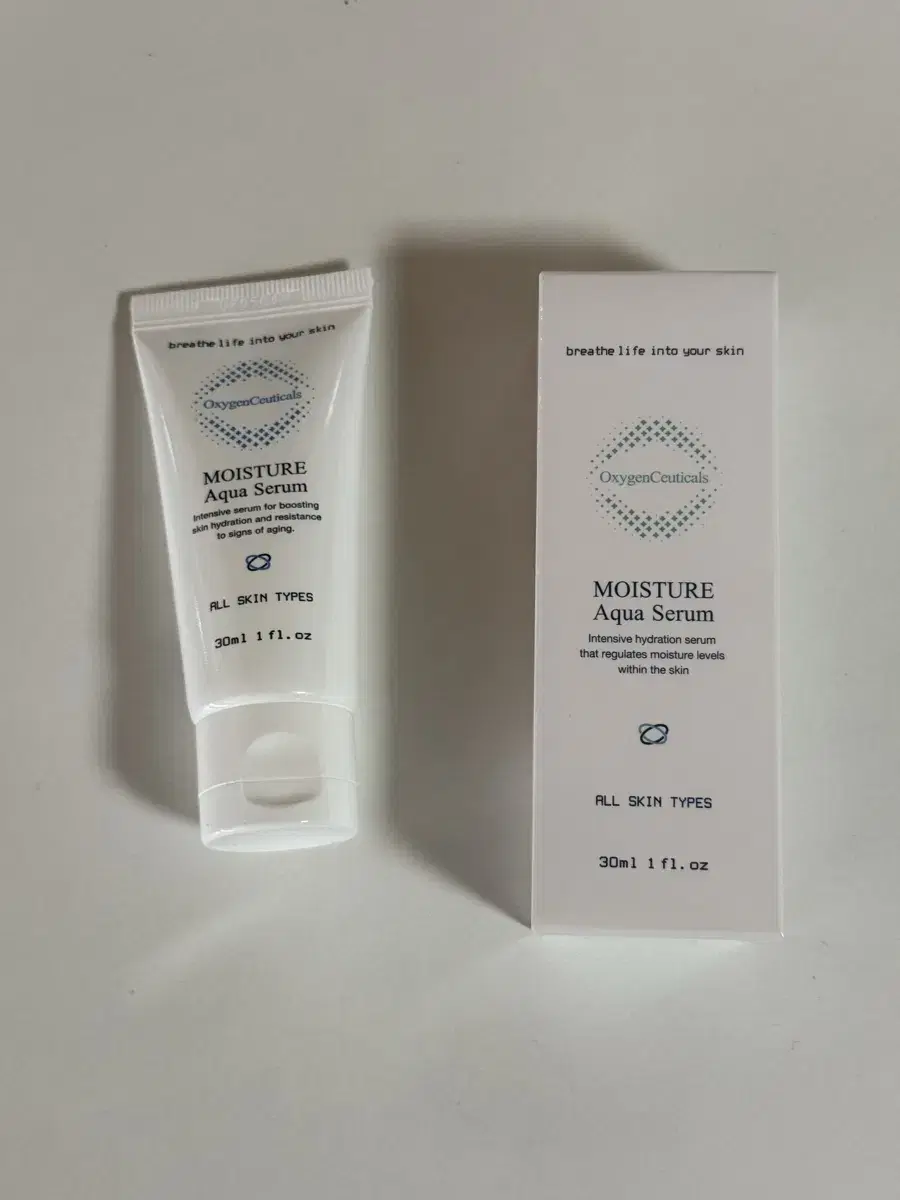 breathe life into your skin
OxygenCeuticals
MOISTURE
Aqua Serum
Intensive serum for boosting
skin hydration and resistance
to signs of aging.
ALL SKIN TYPES
30ml 1 fl.oz
breathe life into your skin
OxygenCeuticals
MOISTURE
Aqua Serum
Intensive hydration serum
that regulates moisture levels
within the skin
ALL SKIN TYPES
30ml 1 fl.oz